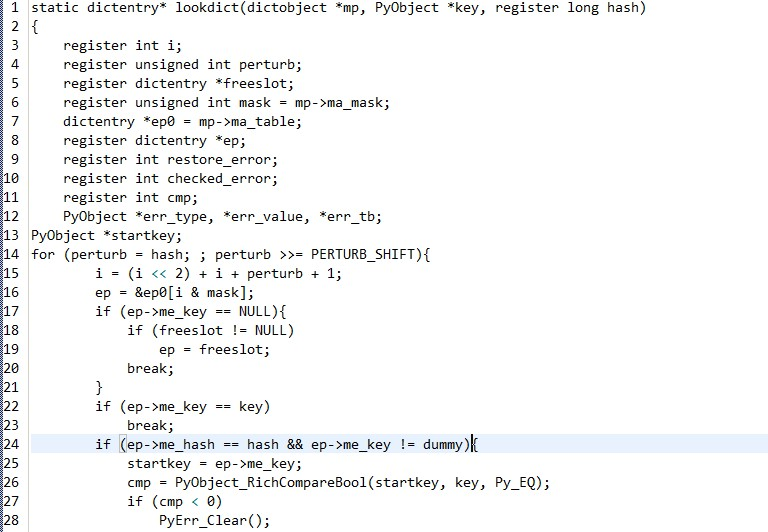 1 static dictentry* lookdict(dictobject *mp, PyObject *key, register long hash)
2 {
3     register int i;
4     register unsigned int perturb;
5     register dictentry *freeslot;
6     register unsigned int mask = mp->ma_mask;
7     dictentry *ep0 = mp->ma_table;
8     register dictentry *ep;
9     register int restore_error;
10     register int checked_error;
11     register int cmp;
12     PyObject *err_type, *err_value, *err_tb;
13 PyObject *startkey;
14 for (perturb = hash; ; perturb >>= PERTURB_SHIFT){
15         i = (i << 2) + i + perturb + 1;
16         ep = &ep0[i & mask];
17         if (ep->me_key == NULL){
18             if (freeslot != NULL)
19                 ep = freeslot;
20             break;
21         }
22         if (ep->me_key == key)
23             break;
24         if (ep->me_hash == hash && ep->me_key != dummy){
25             startkey = ep->me_key;
26             cmp = PyObject_RichCompareBool(startkey, key, Py_EQ);
27             if (cmp < 0)
28                 PyErr_Clear();